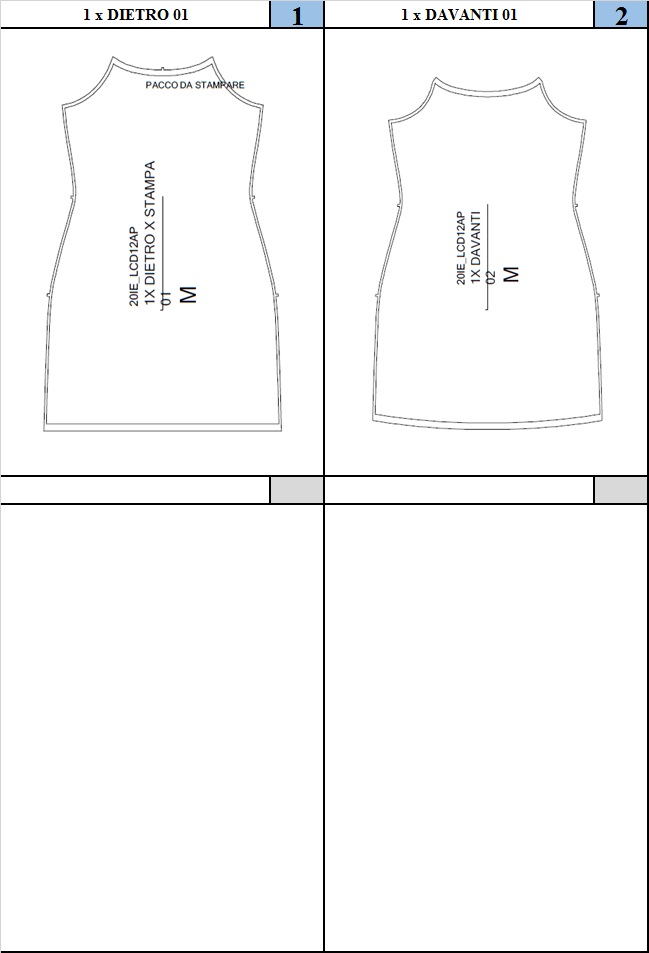 1 x DIETRO 01
1
1 x DAVANTI 01
2
PACCO DA STAMPARE
20IE_LCD12AP
1X DIETRO X STAMPA
01
M
20IE_LCD12AP
1X DAVANTI
02
M